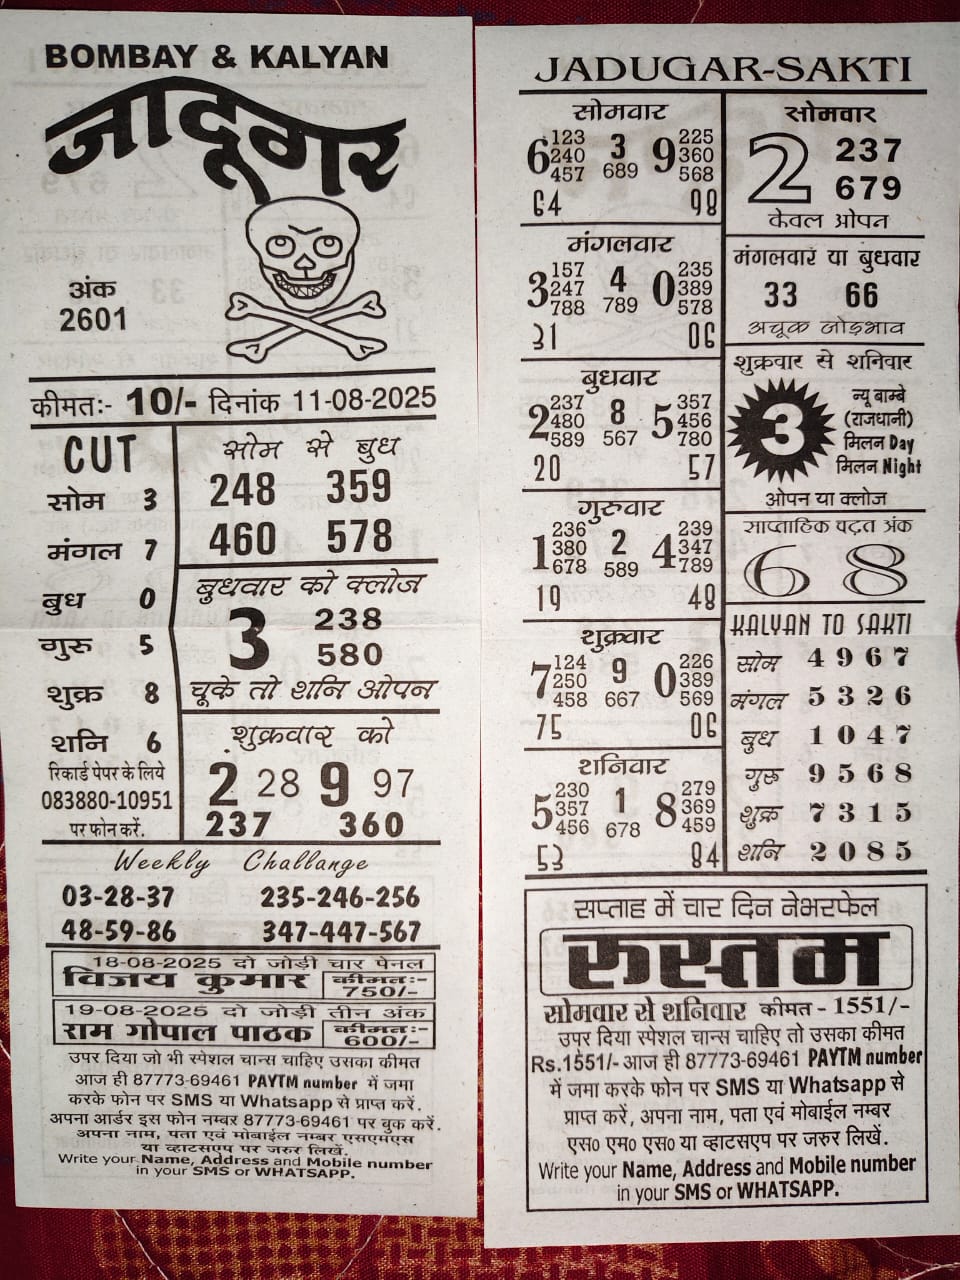 BOMBAY & KALYAN
जादूगर
अंक
2601
कीमतः- 10/- दिनांक 11-08-2025
CUT
सोम 3
मंगल 7
बुध 0
गुरु 5
शुक्र 8
शनि 6
रिकार्ड पेपर के लिये
083880-10951
पर फोन करें.
सोम से बुध
248 359
460 578
बुधवार को क्लोज
3 238
580
चूके तो शनि ओपन
शुक्रवार को
2 28 9 97
237 360
Weekly Challange
03-28-37 235-246-256
48-59-86 347-447-567
18-08-2025 दो जोड़ी चार पेनल
विजय कुमार कीमतः- 750/-
19-08-2025 दो जोड़ी तीन अंक
राम गोपाल पाठक कीमतः- 600/-
उपर दिया जो भी स्पेशल चान्स चाहिए उसका कीमत
आज ही 87773-69461 PAYTM number में जमा
करके फोन पर SMS या Whatsapp से प्राप्त करें.
अपना आर्डर इस फोन नम्बर 87773-69461 पर बुक करें.
अपना नाम, पता एवं मोबाईल नम्बर एसएमएस
या व्हाटसएप पर जरुर लिखें.
Write your Name, Address and Mobile number
in your SMS or WHATSAPP.
JADUGAR-SAKTI
सोमवार
123 225
6 240 3 9 360
457 689 568
64 98
मंगलवार
157 235
3 247 4 0 389
788 789 578
31 06
बुधवार
237 357
2 480 8 5 456
589 567 780
20 57
गुरुवार
236 239
1 380 2 4 347
678 589 789
19 48
शुक्रवार
124 226
7 250 9 0 389
458 667 569
75 06
शनिवार
230 279
5 357 1 8 369
456 678 459
53 84
सोमवार
2 237
679
केवल ओपन
मंगलवार या बुधवार
33 66
अचूक जोड़भाव
शुक्रवार से शनिवार
3
न्यू बाम्बे
(राजधानी)
मिलन Day
मिलन Night
ओपन या क्लोज
साप्ताहिक पट्त अंक
6 8
KALYAN TO SAKTI
सोम 4 9 6 7
मंगल 5 3 2 6
बुध 1 0 4 7
गुरु 9 5 6 8
शुक्र 7 3 1 5
शनि 2 0 8 5
सप्ताह में चार दिन नेभरफेल
रुस्तम
सोमवार से शनिवार कीमत - 1551/-
उपर दिया स्पेशल चान्स चाहिए तो उसका कीमत
Rs.1551/- आज ही 87773-69461 PAYTM number
में जमा करके फोन पर SMS या Whatsapp से
प्राप्त करें, अपना नाम, पता एवं मोबाईल नम्बर
एस० एम० एस० या व्हाटसएप पर जरुर लिखें.
Write your Name, Address and Mobile number
in your SMS or WHATSAPP.